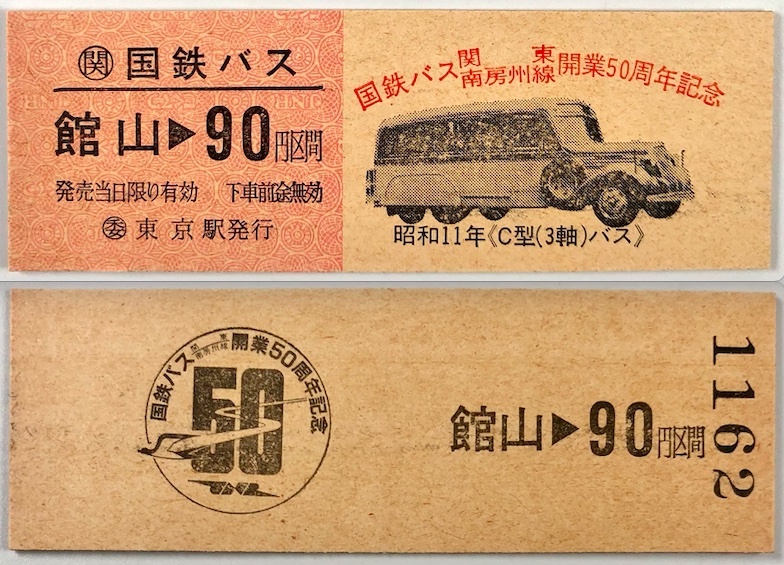 関 国鉄バス
館山▶90円区間
発売当日限り有効 下車前途無効
委 東京駅発行
国鉄バス関東南房州線開業50周年記念
昭和11年《C型(3軸)バス》
国鉄バス関東南房州線開業50周年記念
50
館山▶90円区間
1162